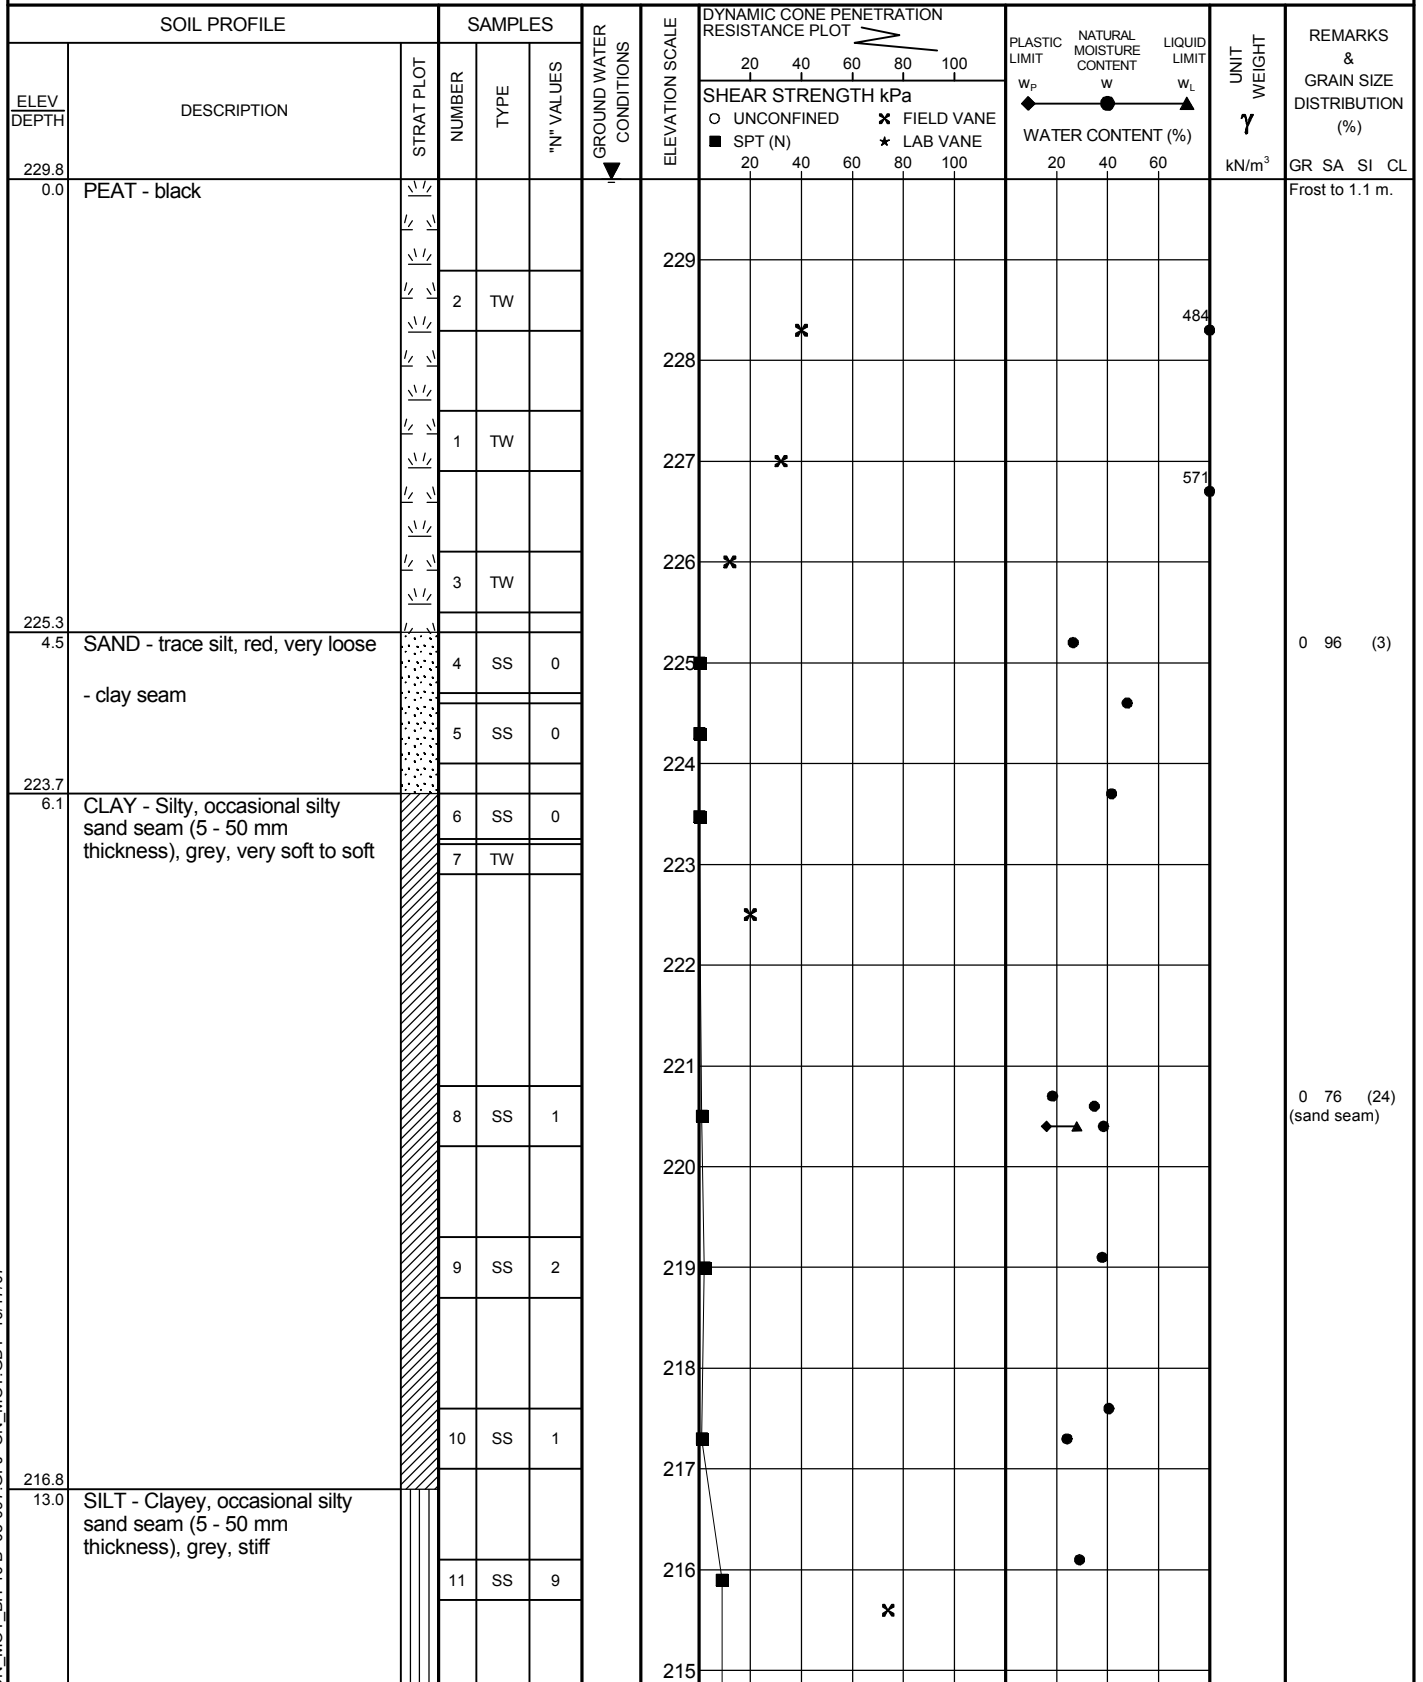 SOIL PROFILE
SAMPLES
GROUND WATER
CONDITIONS
ELEVATION SCALE
DYNAMIC CONE PENETRATION
RESISTANCE PLOT
20 40 60 80 100
SHEAR STRENGTH kPa
○ UNCONFINED ✖ FIELD VANE
■ SPT (N) ★ LAB VANE
20 40 60 80 100
PLASTIC
LIMIT
NATURAL
MOISTURE
CONTENT
LIQUID
LIMIT
WP W WL
WATER CONTENT (%)
20 40 60
UNIT
WEIGHT
γ
kN/m³
REMARKS
&
GRAIN SIZE
DISTRIBUTION
(%)
GR SA SI CL
ELEV
DEPTH
DESCRIPTION
STRAT PLOT
NUMBER
TYPE
"N" VALUES
229.8
0.0 PEAT - black
Frost to 1.1 m.
229
2 TW
484
228
1 TW
227
571
226
3 TW
225.3
4.5 SAND - trace silt, red, very loose
0 96 (3)
4 SS 0
225
- clay seam
5 SS 0
224
223.7
6.1 CLAY - Silty, occasional silty
sand seam (5 - 50 mm
thickness), grey, very soft to soft
6 SS 0
7 TW
223
222
221
0 76 (24)
(sand seam)
8 SS 1
220
9 SS 2
219
218
10 SS 1
217
216.8
13.0 SILT - Clayey, occasional silty
sand seam (5 - 50 mm
thickness), grey, stiff
216
11 SS 9
215